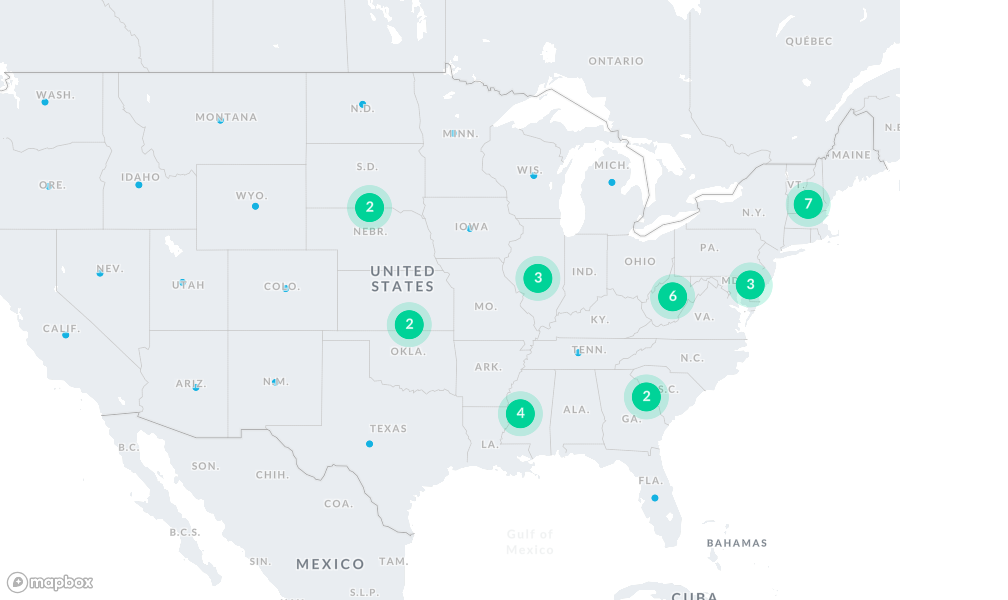 QUÉBEC
ONTARIO
WASH.
N.D.
MONTANA
MINN.
N.B
MAINE
S.D.
WIS.
MICH.
IDAHO
ORE.
VT.
WYO.
7
2
N.Y.
IOWA
NEBR.
PA.
OHIO
NEV.
UNITED
STATES
IND.
3
MD.
3
UTAH
COLO.
6
MO.
VA.
KY.
2
CALIF.
OKLA.
TENN.
N.C.
ARK.
ARIZ.
N.M.
S.C.
2
ALA.
4
GA.
TEXAS
LA.
B.C.
SON.
CHIH.
FLA.
COA.
B.C.S.
Gulf of
Mexico
BAHAMAS
SIN.
MEXICO
TAM.
mapbox
S.L.P.
CUBA